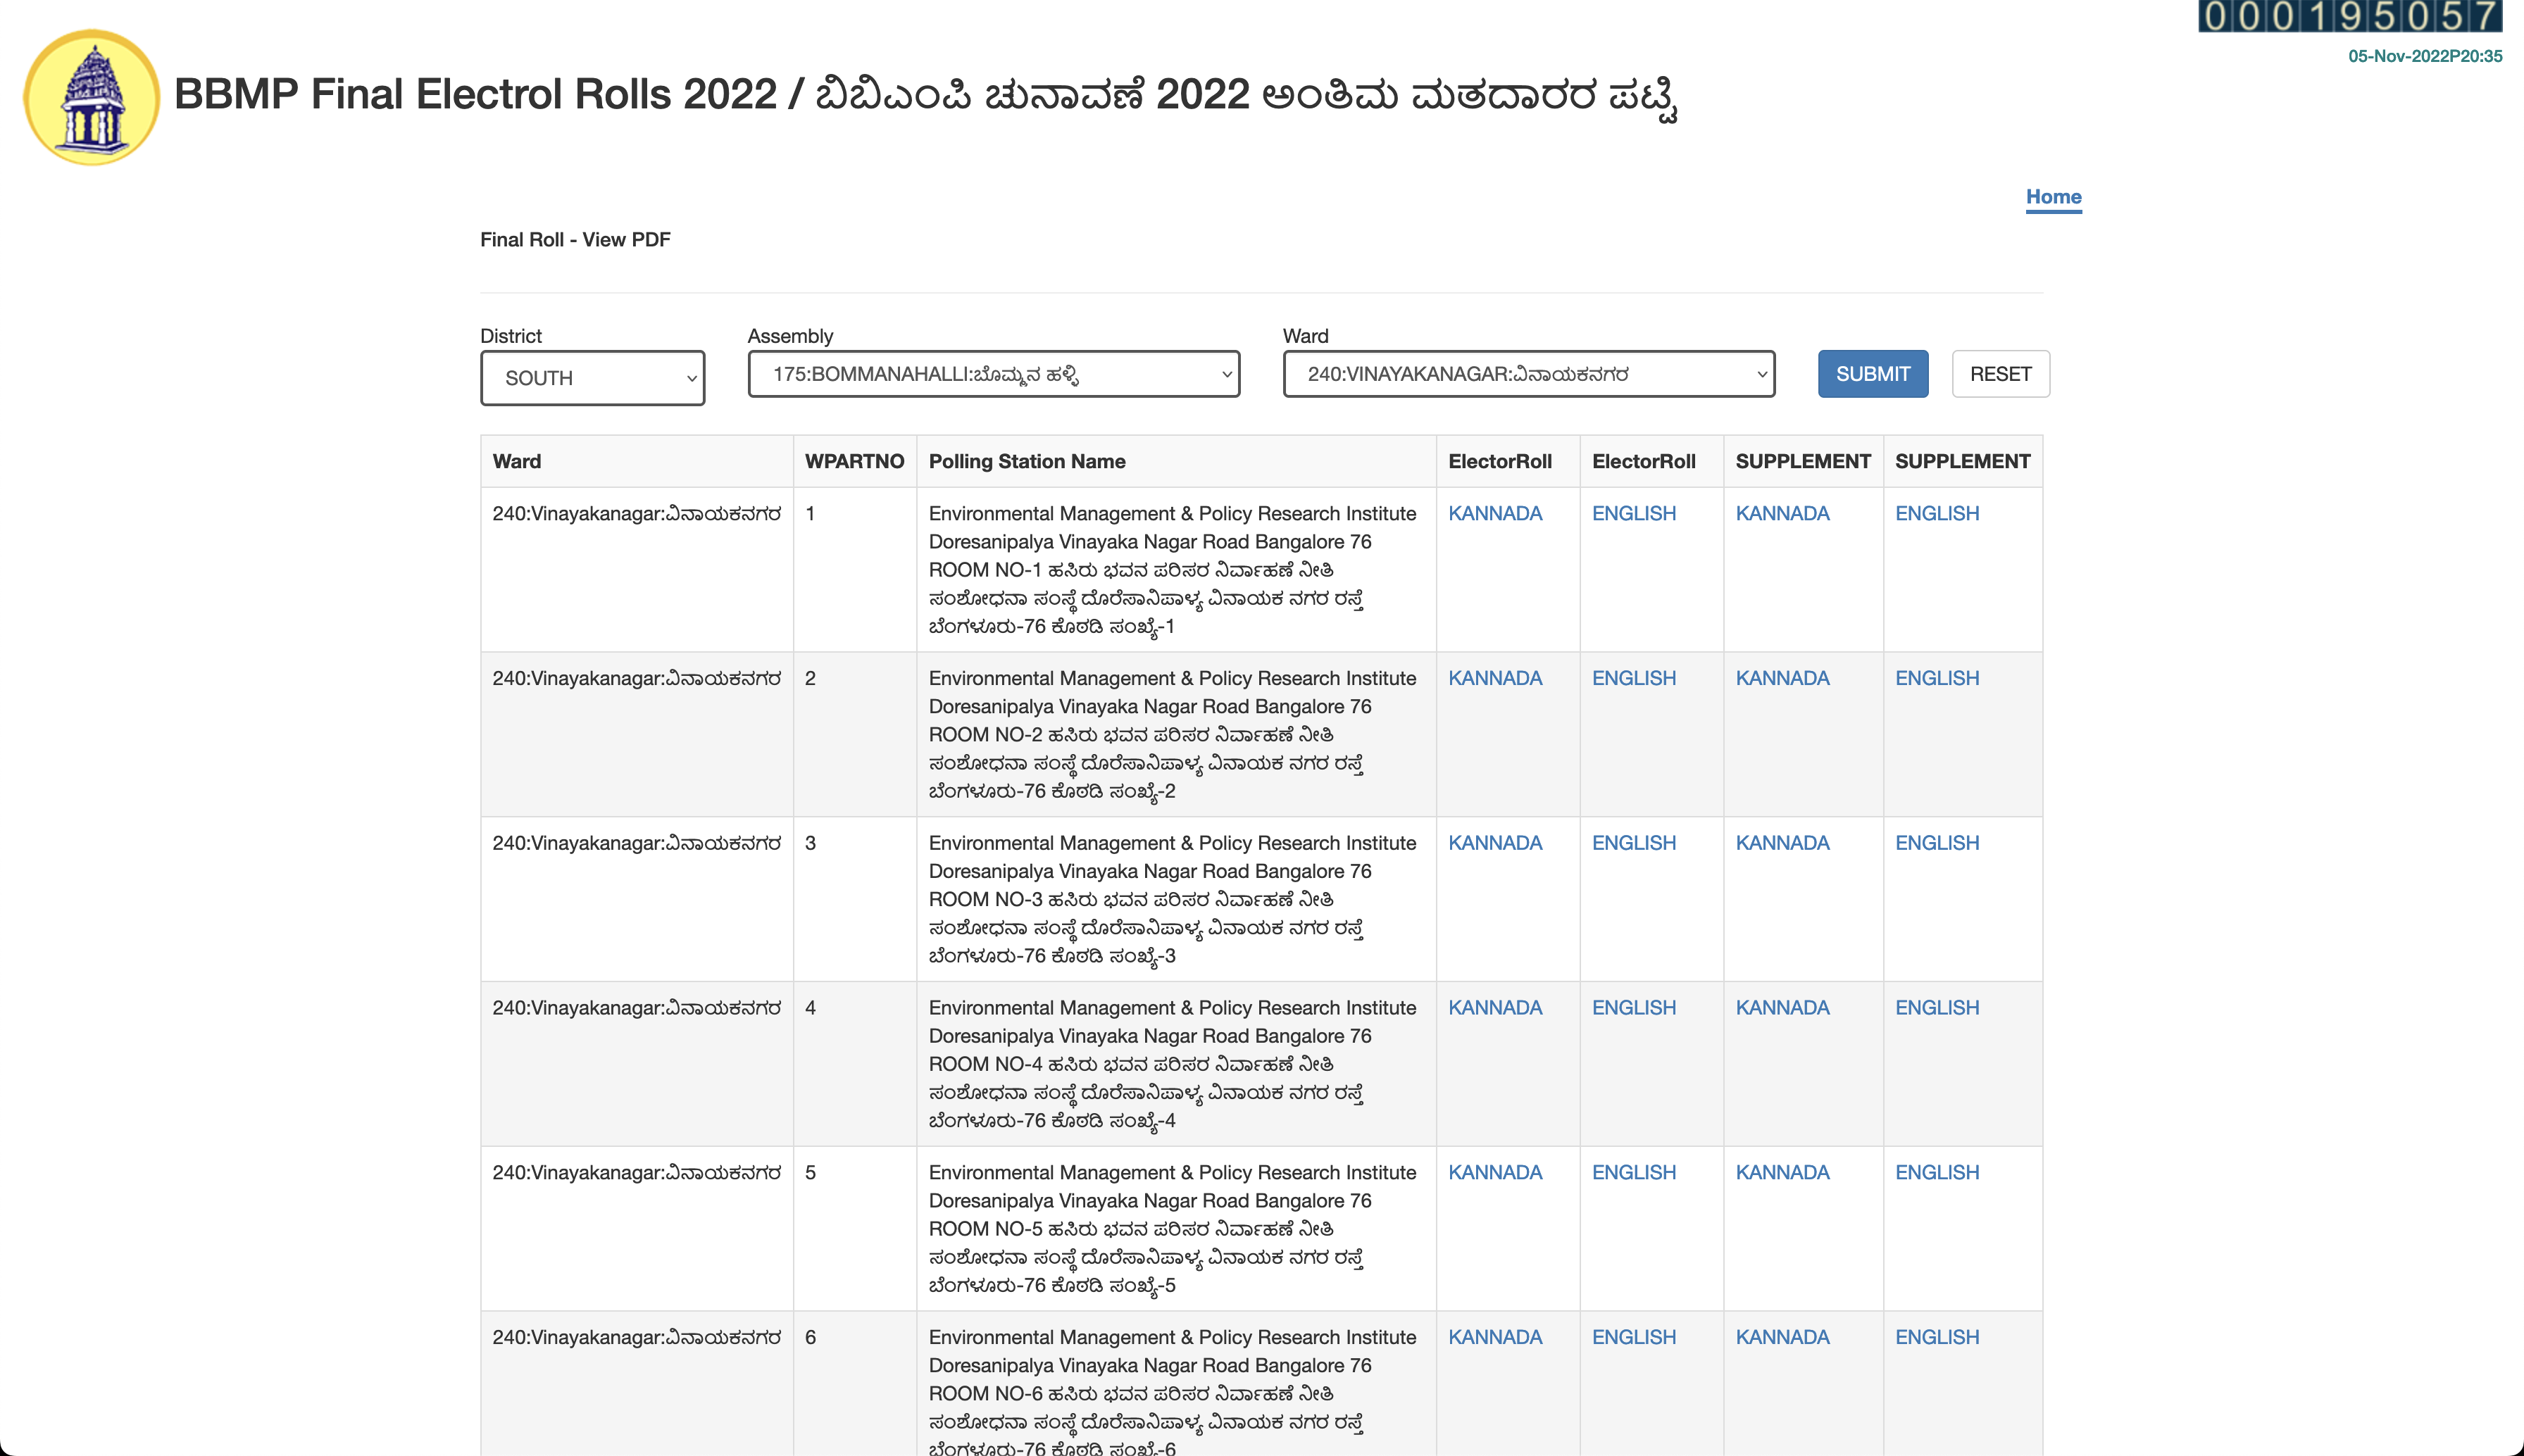 000195057
05-Nov-2022P20:35
BBMP Final Electrol Rolls 2022 / ಬಿಬಿಎಂಪಿ ಚುನಾವಣೆ 2022 ಅಂತಿಮ ಮತದಾರರ ಪಟ್ಟಿ
Home
Final Roll - View PDF
District Assembly Ward
SOUTH 175:BOMMANAHALLI:ಬೊಮ್ಮನ ಹಳ್ಳಿ 240:VINAYAKANAGAR:ವಿನಾಯಕನಗರ SUBMIT RESET
Ward WPARTNO Polling Station Name ElectorRoll ElectorRoll SUPPLEMENT SUPPLEMENT
240:Vinayakanagar:ವಿನಾಯಕನಗರ 1 Environmental Management & Policy Research Institute KANNADA ENGLISH KANNADA ENGLISH
Doresanipalya Vinayaka Nagar Road Bangalore 76
ROOM NO-1 ಹಸಿರು ಭವನ ಪರಿಸರ ನಿರ್ವಾಹಣೆ ನೀತಿ
ಸಂಶೋಧನಾ ಸಂಸ್ಥೆ ದೊರೆಸಾನಿಪಾಳ್ಯ ವಿನಾಯಕ ನಗರ ರಸ್ತೆ
ಬೆಂಗಳೂರು-76 ಕೊಠಡಿ ಸಂಖ್ಯೆ-1
240:Vinayakanagar:ವಿನಾಯಕನಗರ 2 Environmental Management & Policy Research Institute KANNADA ENGLISH KANNADA ENGLISH
Doresanipalya Vinayaka Nagar Road Bangalore 76
ROOM NO-2 ಹಸಿರು ಭವನ ಪರಿಸರ ನಿರ್ವಾಹಣೆ ನೀತಿ
ಸಂಶೋಧನಾ ಸಂಸ್ಥೆ ದೊರೆಸಾನಿಪಾಳ್ಯ ವಿನಾಯಕ ನಗರ ರಸ್ತೆ
ಬೆಂಗಳೂರು-76 ಕೊಠಡಿ ಸಂಖ್ಯೆ-2
240:Vinayakanagar:ವಿನಾಯಕನಗರ 3 Environmental Management & Policy Research Institute KANNADA ENGLISH KANNADA ENGLISH
Doresanipalya Vinayaka Nagar Road Bangalore 76
ROOM NO-3 ಹಸಿರು ಭವನ ಪರಿಸರ ನಿರ್ವಾಹಣೆ ನೀತಿ
ಸಂಶೋಧನಾ ಸಂಸ್ಥೆ ದೊರೆಸಾನಿಪಾಳ್ಯ ವಿನಾಯಕ ನಗರ ರಸ್ತೆ
ಬೆಂಗಳೂರು-76 ಕೊಠಡಿ ಸಂಖ್ಯೆ-3
240:Vinayakanagar:ವಿನಾಯಕನಗರ 4 Environmental Management & Policy Research Institute KANNADA ENGLISH KANNADA ENGLISH
Doresanipalya Vinayaka Nagar Road Bangalore 76
ROOM NO-4 ಹಸಿರು ಭವನ ಪರಿಸರ ನಿರ್ವಾಹಣೆ ನೀತಿ
ಸಂಶೋಧನಾ ಸಂಸ್ಥೆ ದೊರೆಸಾನಿಪಾಳ್ಯ ವಿನಾಯಕ ನಗರ ರಸ್ತೆ
ಬೆಂಗಳೂರು-76 ಕೊಠಡಿ ಸಂಖ್ಯೆ-4
240:Vinayakanagar:ವಿನಾಯಕನಗರ 5 Environmental Management & Policy Research Institute KANNADA ENGLISH KANNADA ENGLISH
Doresanipalya Vinayaka Nagar Road Bangalore 76
ROOM NO-5 ಹಸಿರು ಭವನ ಪರಿಸರ ನಿರ್ವಾಹಣೆ ನೀತಿ
ಸಂಶೋಧನಾ ಸಂಸ್ಥೆ ದೊರೆಸಾನಿಪಾಳ್ಯ ವಿನಾಯಕ ನಗರ ರಸ್ತೆ
ಬೆಂಗಳೂರು-76 ಕೊಠಡಿ ಸಂಖ್ಯೆ-5
240:Vinayakanagar:ವಿನಾಯಕನಗರ 6 Environmental Management & Policy Research Institute KANNADA ENGLISH KANNADA ENGLISH
Doresanipalya Vinayaka Nagar Road Bangalore 76
ROOM NO-6 ಹಸಿರು ಭವನ ಪರಿಸರ ನಿರ್ವಾಹಣೆ ನೀತಿ
ಸಂಶೋಧನಾ ಸಂಸ್ಥೆ ದೊರೆಸಾನಿಪಾಳ್ಯ ವಿನಾಯಕ ನಗರ ರಸ್ತೆ
ಬೆಂಗಳೂರು-76 ಕೊಠಡಿ ಸಂಖ್ಯೆ-6